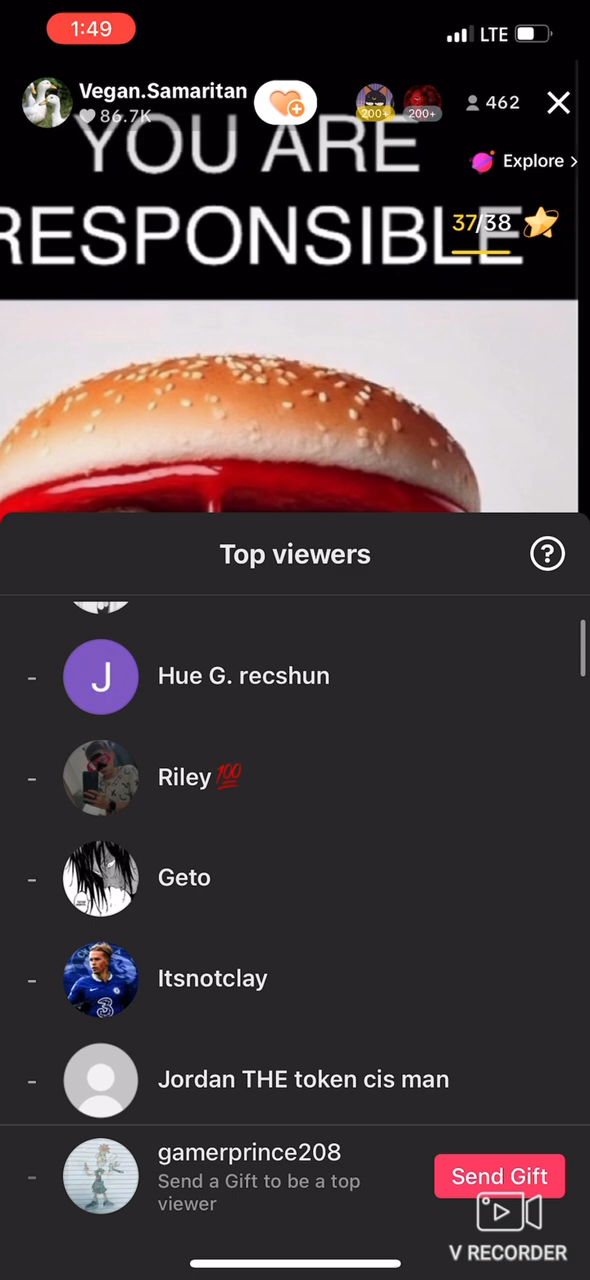 1:49
LTE
Vegan.Samaritan
86.7K
200+
200+
462
YOU ARE
Explore >
RESPONSIBLE
37/38
Top viewers
?
- J Hue G. recshun
- Riley 💯
- Geto
- Itsnotclay
- Jordan THE token cis man
- gamerprince208
Send a Gift to be a top
viewer
Send Gift
V RECORDER